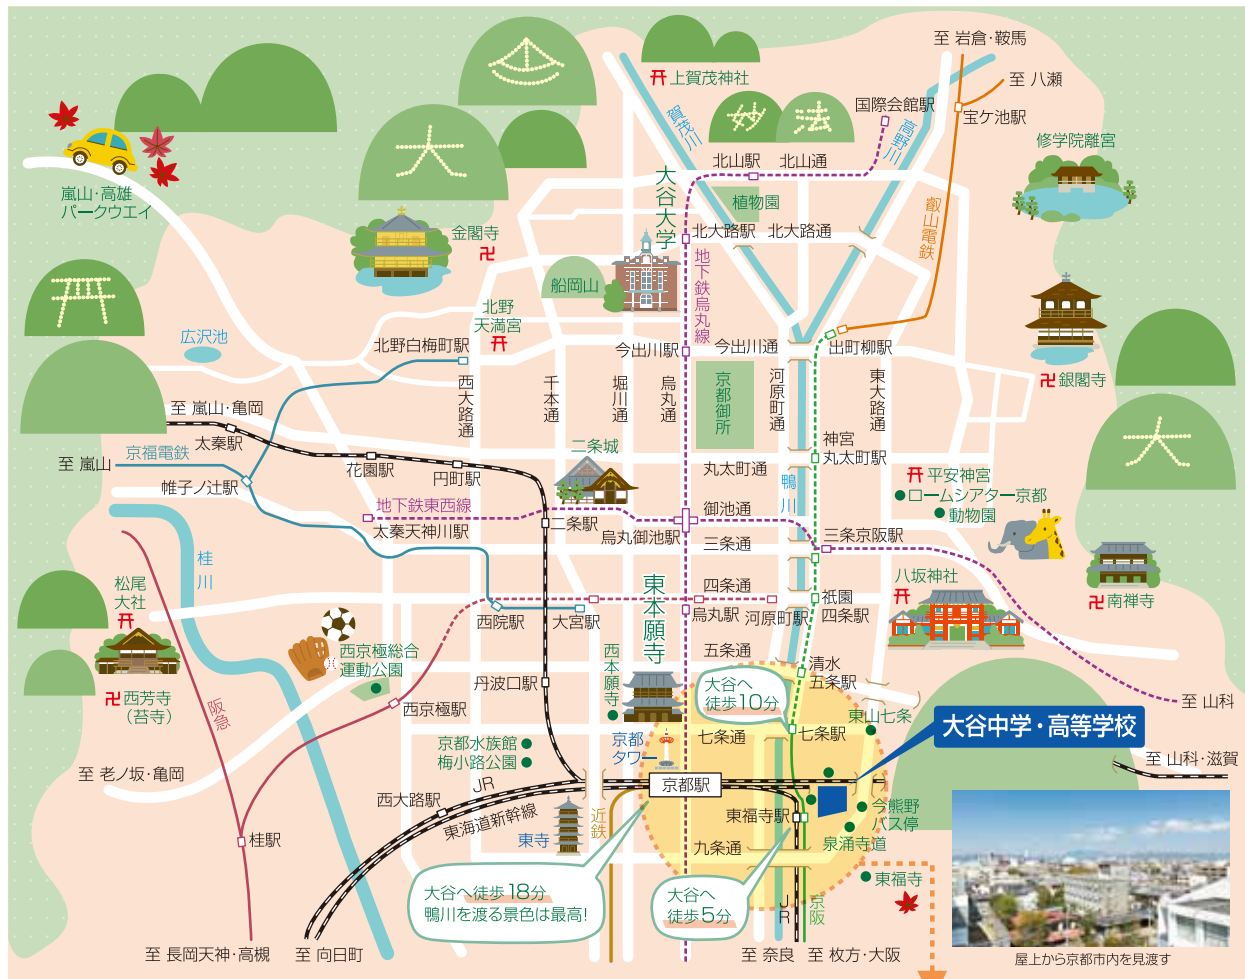 至 岩倉・鞍馬
至 八瀬
上賀茂神社
国際会館駅
宝ケ池駅
賀茂川
高野川
修学院離宮
北山駅
北山通
嵐山・高雄
パークウエイ
大谷大学
植物園
叡山電鉄
金閣寺
北大路駅
北大路通
船岡山
地下鉄烏丸線
北野
天満宮
広沢池
北野白梅町駅
今出川駅
今出川通
出町柳駅
銀閣寺
西大路通
千本通
堀川通
烏丸通
京都御所
河原町通
東大路通
至 嵐山・亀岡
太秦駅
京福電鉄
至 嵐山
帷子ノ辻駅
花園駅
円町駅
二条城
丸太町通
神宮
丸太町駅
鴨川
平安神宮
ロームシアター京都
動物園
地下鉄東西線
太秦天神川駅
二条駅
烏丸御池駅
御池通
三条通
三条京阪駅
桂川
松尾
大社
東本願寺
四条通
八坂神社
南禅寺
西院駅
大宮駅
烏丸駅
河原町駅
祇園
四条駅
西京極総合
運動公園
西本願寺
五条通
清水
五条駅
丹波口駅
大谷へ
徒歩10分
西芳寺
(苔寺)
阪急
西京極駅
至 山科
東山七条
大谷中学・高等学校
京都水族館
梅小路公園
京都
タワー
七条通
七条駅
至 老ノ坂・亀岡
至 山科・滋賀
JR
京都駅
西大路駅
東海道新幹線
近鉄
東寺
東福寺駅
今熊野
バス停
桂駅
九条通
泉涌寺道
大谷へ徒歩18分
鴨川を渡る景色は最高!
大谷へ
徒歩5分
東福寺
JR
京阪
至 長岡天神・高槻
至 向日町
至 奈良
至 枚方・大阪
屋上から京都市内を見渡す
妙
法
大
大